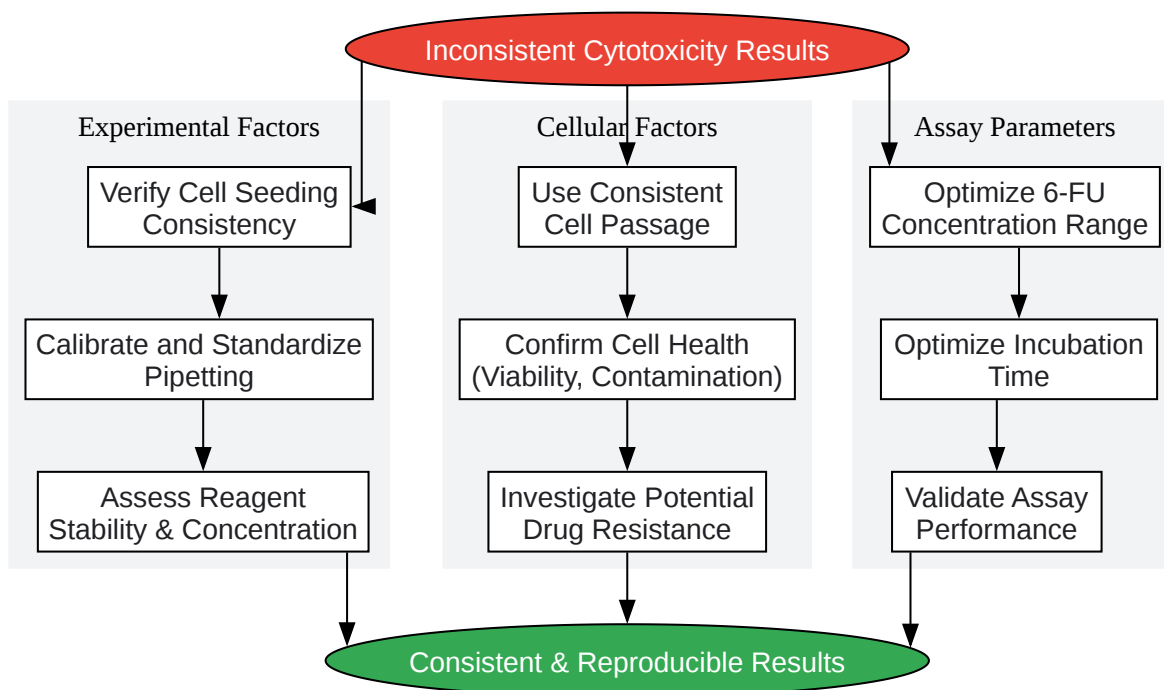 Inconsistent Cytotoxicity Results
Experimental Factors
Verify Cell Seeding
Consistency
Calibrate and Standardize
Pipetting
Assess Reagent
Stability & Concentration
Cellular Factors
Use Consistent
Cell Passage
Confirm Cell Health
(Viability, Contamination)
Investigate Potential
Drug Resistance
Assay Parameters
Optimize 6-FU
Concentration Range
Optimize Incubation
Time
Validate Assay
Performance
Consistent & Reproducible Results